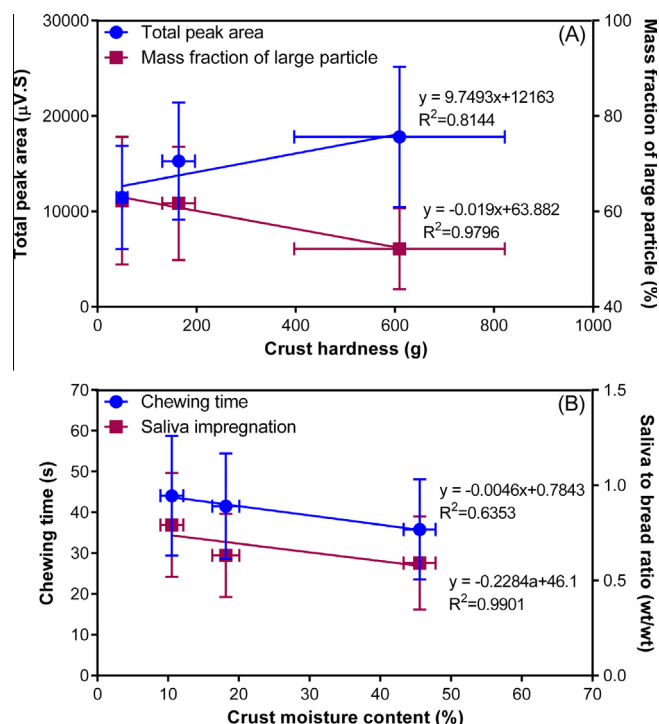 30000
20000
10000
0
Total peak area (μV.S)
Total peak area
Mass fraction of large particle
(A)
y = 9.7493x+12163
R²=0.8144
y = -0.019x+63.882
R²=0.9796
100
80
60
40
Mass fraction of large particle (%)
0 200 400 600 800 1000
Crust hardness (g)
70
60
50
40
30
20
10
0
Chewing time (s)
Chewing time
Saliva impregnation
(B)
y = -0.0046x+0.7843
R²=0.6353
y = -0.2284a+46.1
R²=0.9901
1.5
1.0
0.5
0.0
Saliva to bread ratio (wt/wt)
0 10 20 30 40 50 60 70
Crust moisture content (%)